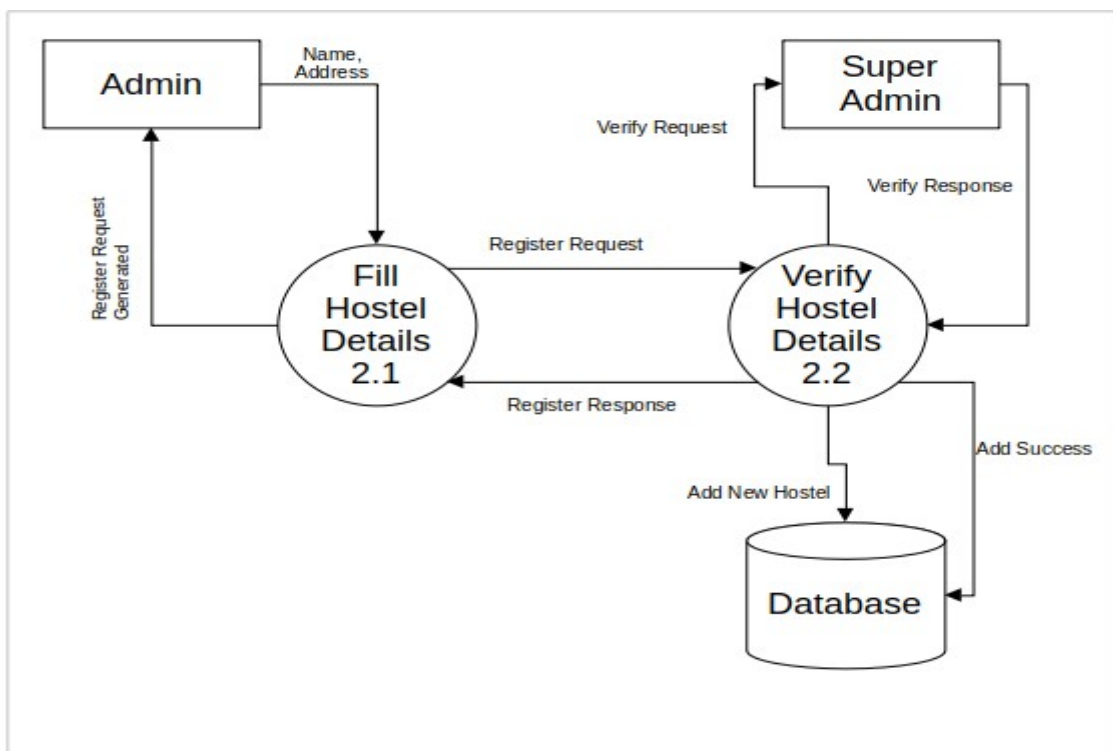 Admin
Name,
Address
Super
Admin
Verify Request
Verify Response
Register Request
Generated
Register Request
Fill
Hostel
Details
2.1
Verify
Hostel
Details
2.2
Register Response
Add Success
Add New Hostel
Database